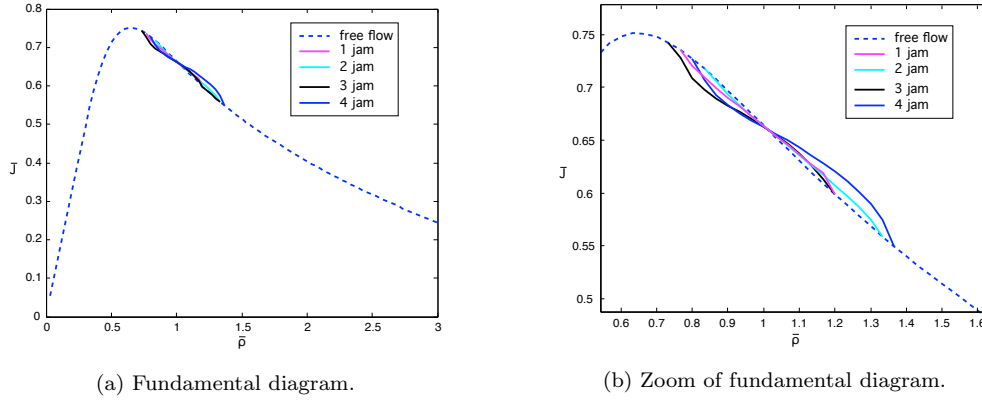 0.8
0.7
0.6
0.5
0.4
0.3
0.2
0.1
0
J̄
0 0.5 1 1.5 2 2.5 3
ρ̄
free flow
1 jam
2 jam
3 jam
4 jam
(a) Fundamental diagram.
0.75
0.7
0.65
0.6
0.55
0.5
J̄
0.6 0.7 0.8 0.9 1 1.1 1.2 1.3 1.4 1.5 1.6
ρ̄
free flow
1 jam
2 jam
3 jam
4 jam
(b) Zoom of fundamental diagram.